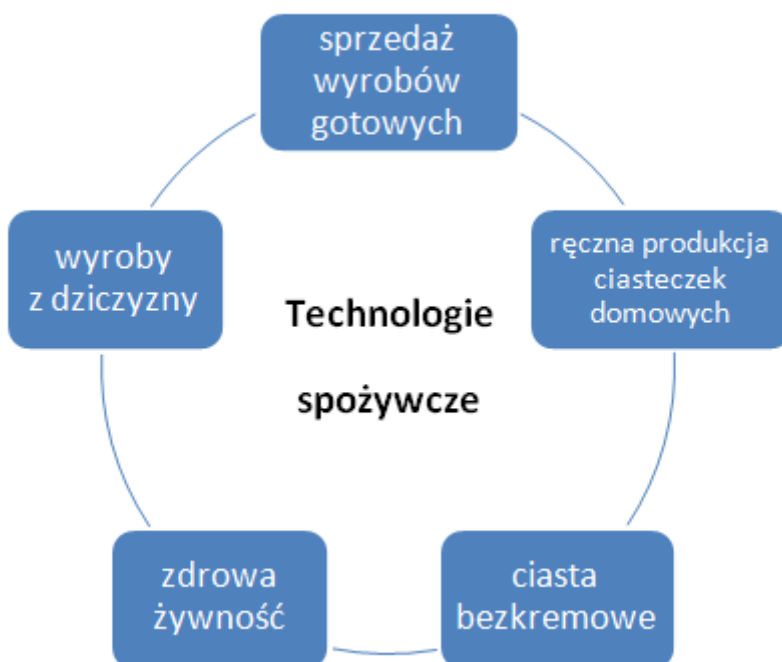 sprzedaż
wyrobów
gotowych
ręczna produkcja
ciasteczek
domowych
ciasta
bezkremowe
zdrowa
żywność
wyroby
z dziczyzny
Technologie
spożywcze